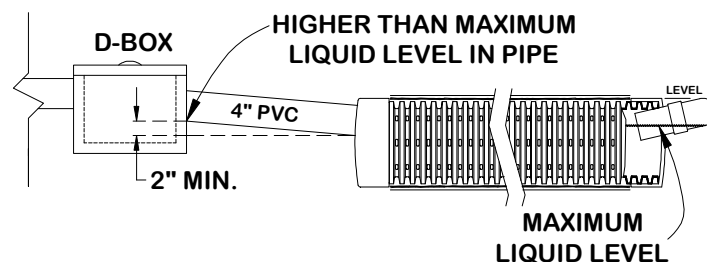 D-BOX
HIGHER THAN MAXIMUM
LIQUID LEVEL IN PIPE
4" PVC
2" MIN.
LEVEL
MAXIMUM
LIQUID LEVEL